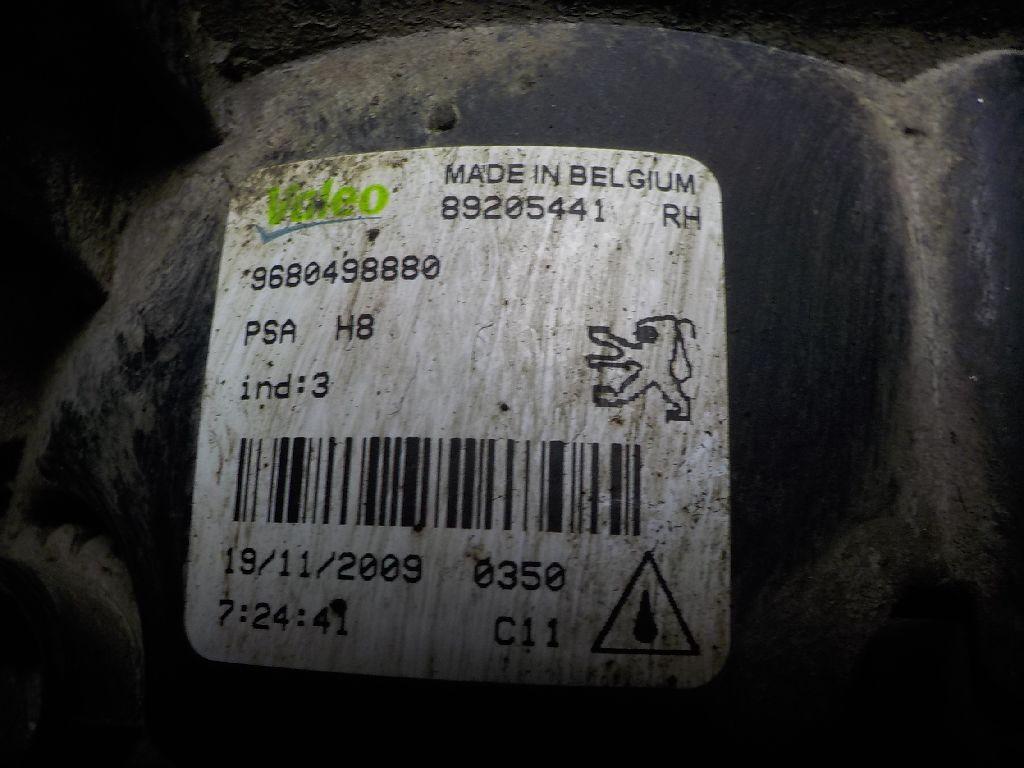 Valeo
MADE IN BELGIUM
89205441 RH
9680498880
PSA H8
ind:3
19/11/2009 0350
7:24:41 C11